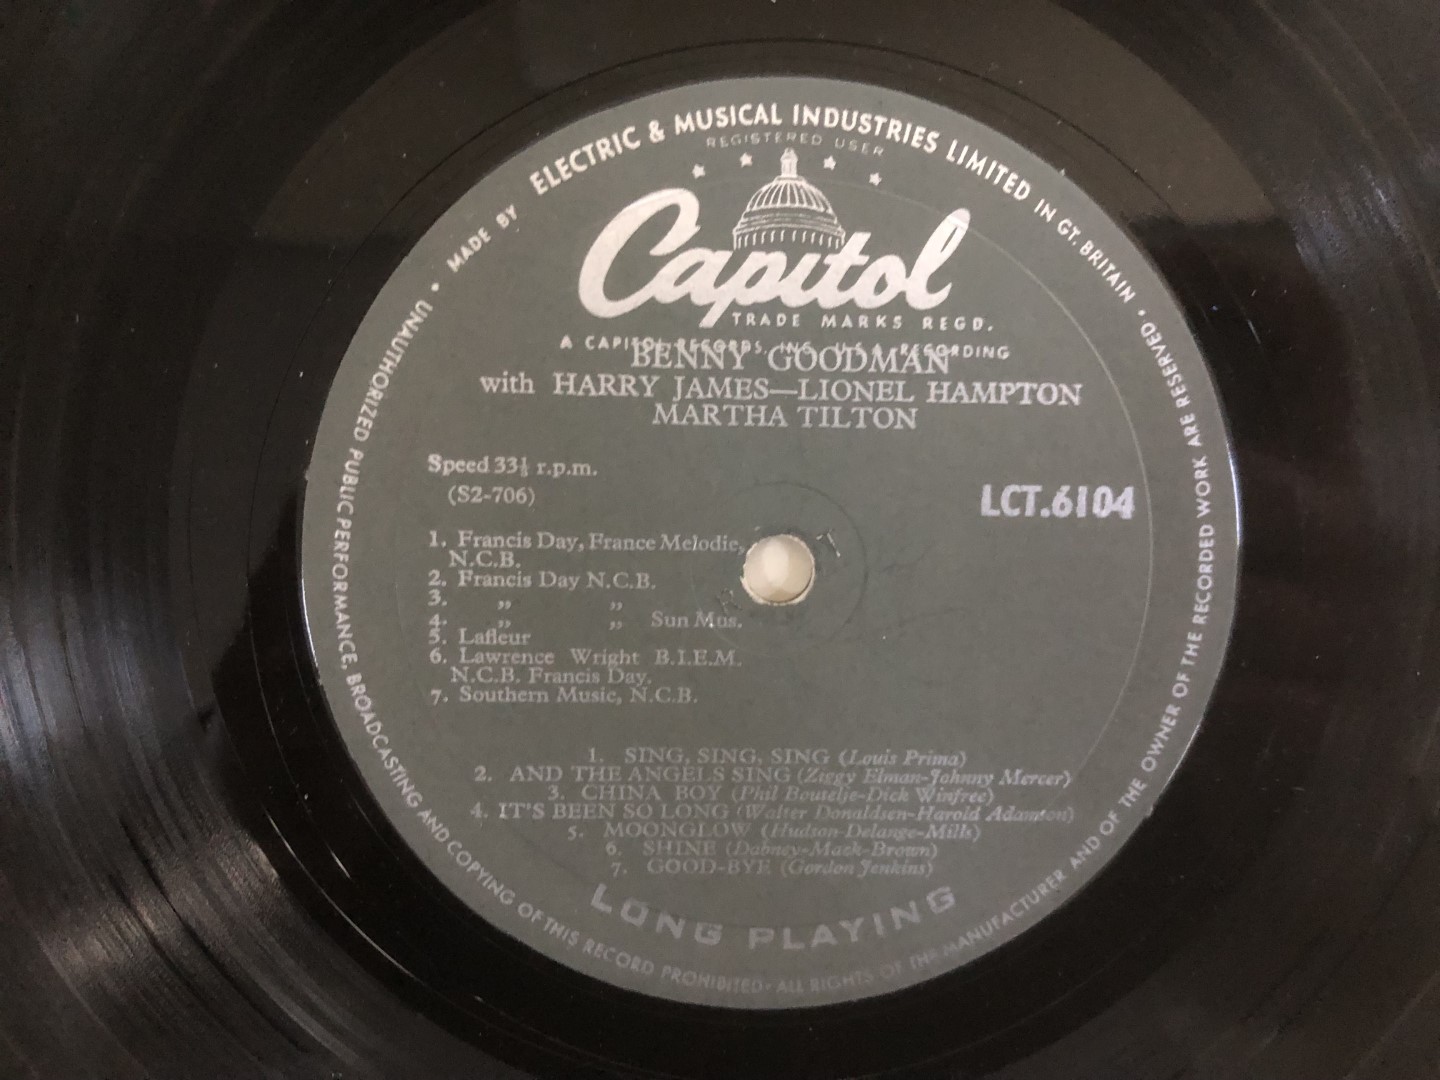 MADE BY ELECTRIC & MUSICAL INDUSTRIES LIMITED IN GT. BRITAIN •
REGISTERED USER
Capitol
TRADE MARKS REGD.
A CAPITOL RECORDS, INC., U.S.A. RECORDING
BENNY GOODMAN
with HARRY JAMES—LIONEL HAMPTON
MARTHA TILTON
Speed 33⅓ r.p.m.
(S2-706)
LCT.6104
1. Francis Day, France Melodie,
N.C.B.
2. Francis Day N.C.B.
3. „ „
4. „ „ Sun Mus.
5. Lafleur
6. Lawrence Wright B.I.E.M.
N.C.B. Francis Day.
7. Southern Music, N.C.B.
1. SING, SING, SING (Louis Prima)
2. AND THE ANGELS SING (Ziggy Elman-Johnny Mercer)
3. CHINA BOY (Phil Boutelje-Dick Winfree)
4. IT'S BEEN SO LONG (Walter Donaldsen-Harold Adamson)
5. MOONGLOW (Hudson-Delange-Mills)
6. SHINE (Dabney-Mack-Brown)
7. GOOD-BYE (Gordon Jenkins)
LONG PLAYING
• UNAUTHORIZED PUBLIC PERFORMANCE, BROADCASTING AND COPYING OF THIS RECORD PROHIBITED · ALL RIGHTS OF THE MANUFACTURER AND OF THE OWNER OF THE RECORDED WORK ARE RESERVED